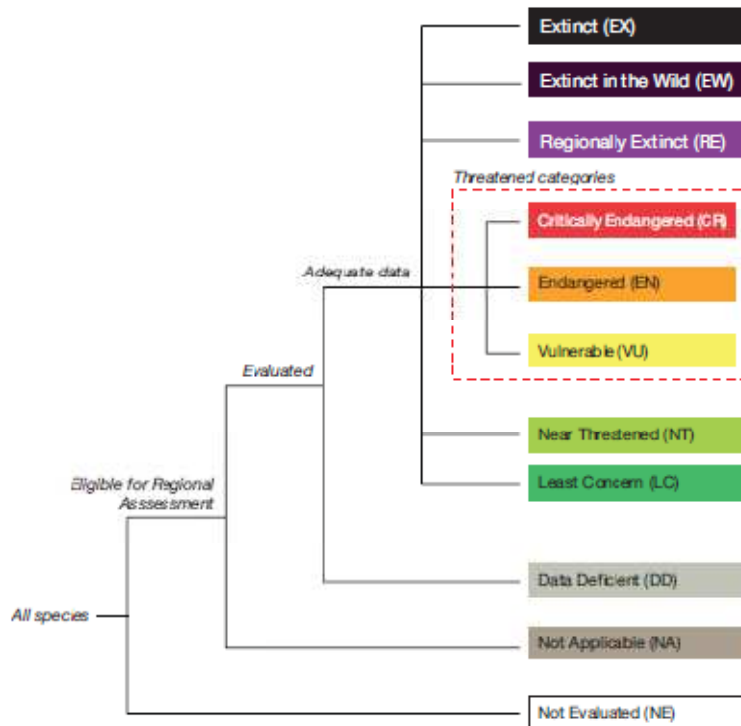 Extinct (EX)
Extinct in the Wild (EW)
Regionally Extinct (RE)
Threatened categories
Critically Endangered (CR)
Adequate data
Endangered (EN)
Vulnerable (VU)
Evaluated
Near Threstened (NT)
Eligible for Regional
Asssessment
Least Concern (LC)
Data Deficient (DD)
All species
Not Applicable (NA)
Not Evaluated (NE)